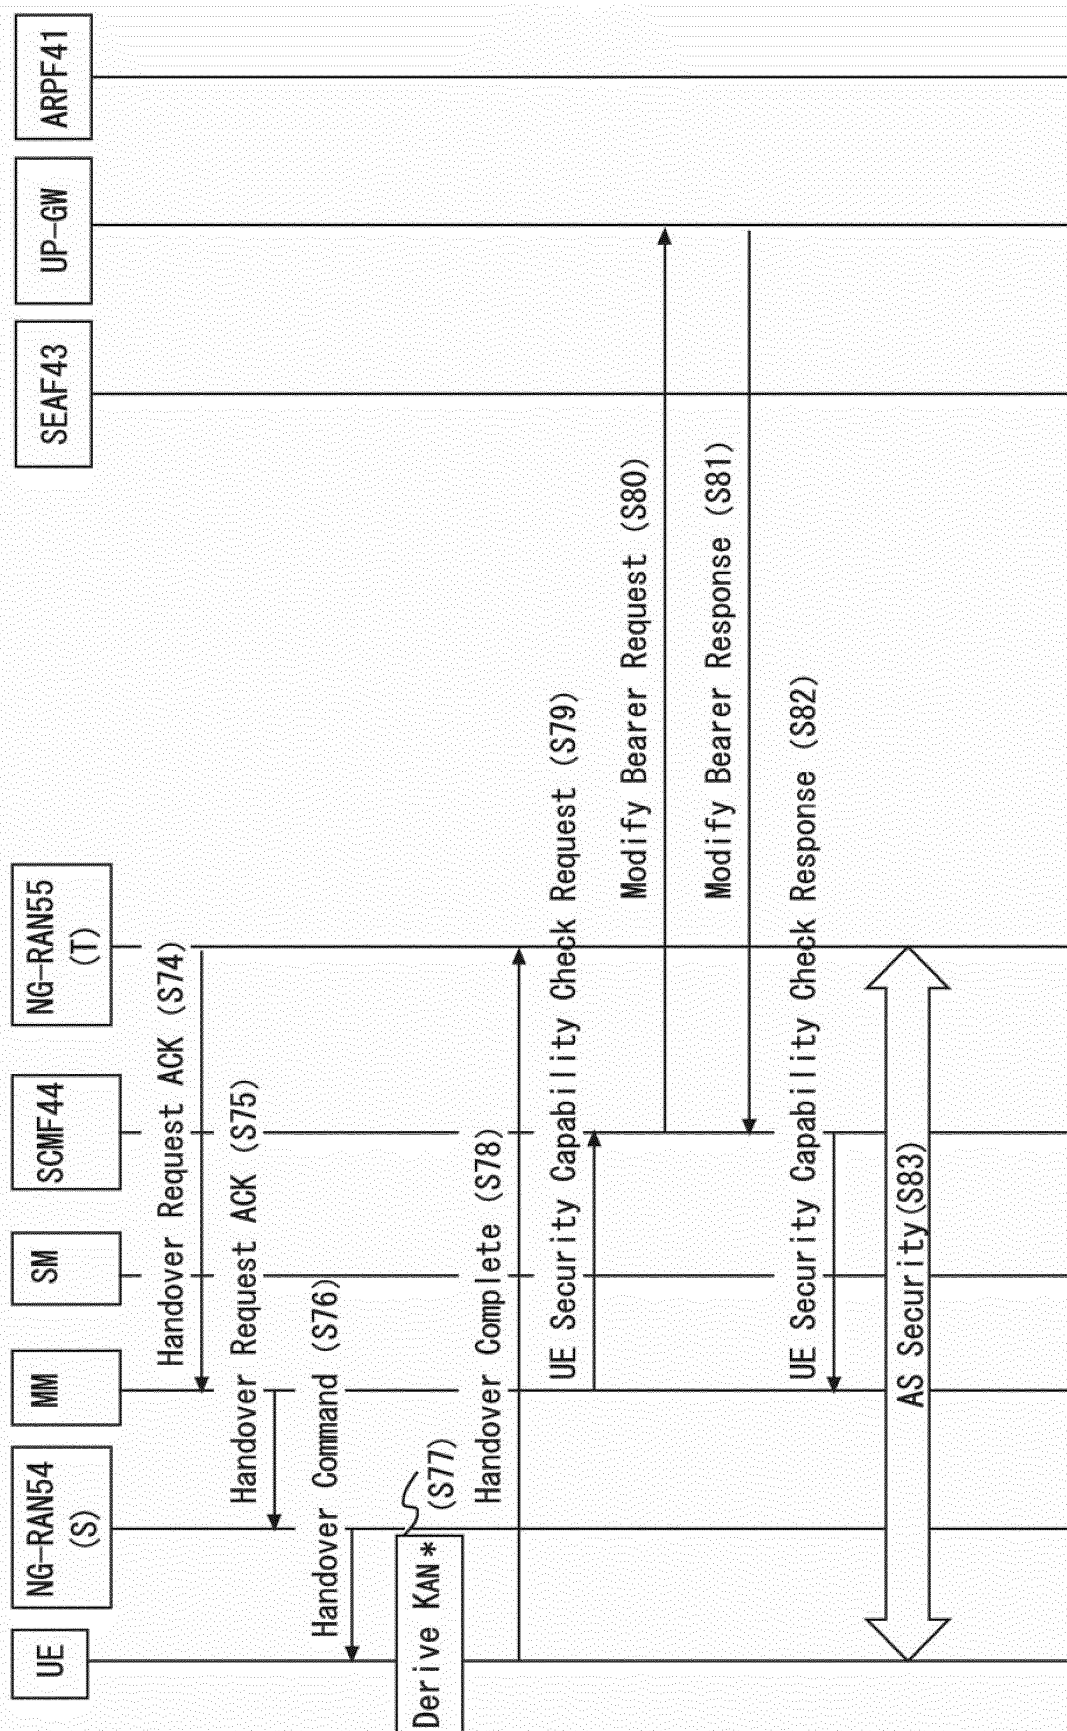 UE
NG-RAN54
(S)
MM
SM
SCMF44
NG-RAN55
(T)
SEAF43
UP-GW
ARPF41
Handover Request ACK (S74)
Handover Request ACK (S75)
Handover Command (S76)
Derive KAN*
(S77)
Handover Complete (S78)
UE Security Capability Check Request (S79)
Modify Bearer Request (S80)
Modify Bearer Response (S81)
UE Security Capability Check Response (S82)
AS Security(S83)